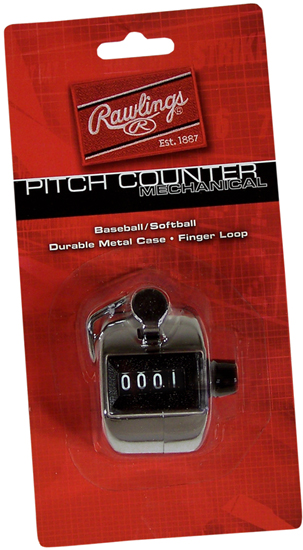 Rawlings®
R
Est. 1887
PITCH COUNTER
MECHANICAL
Baseball/Softball
Durable Metal Case • Finger Loop
0001